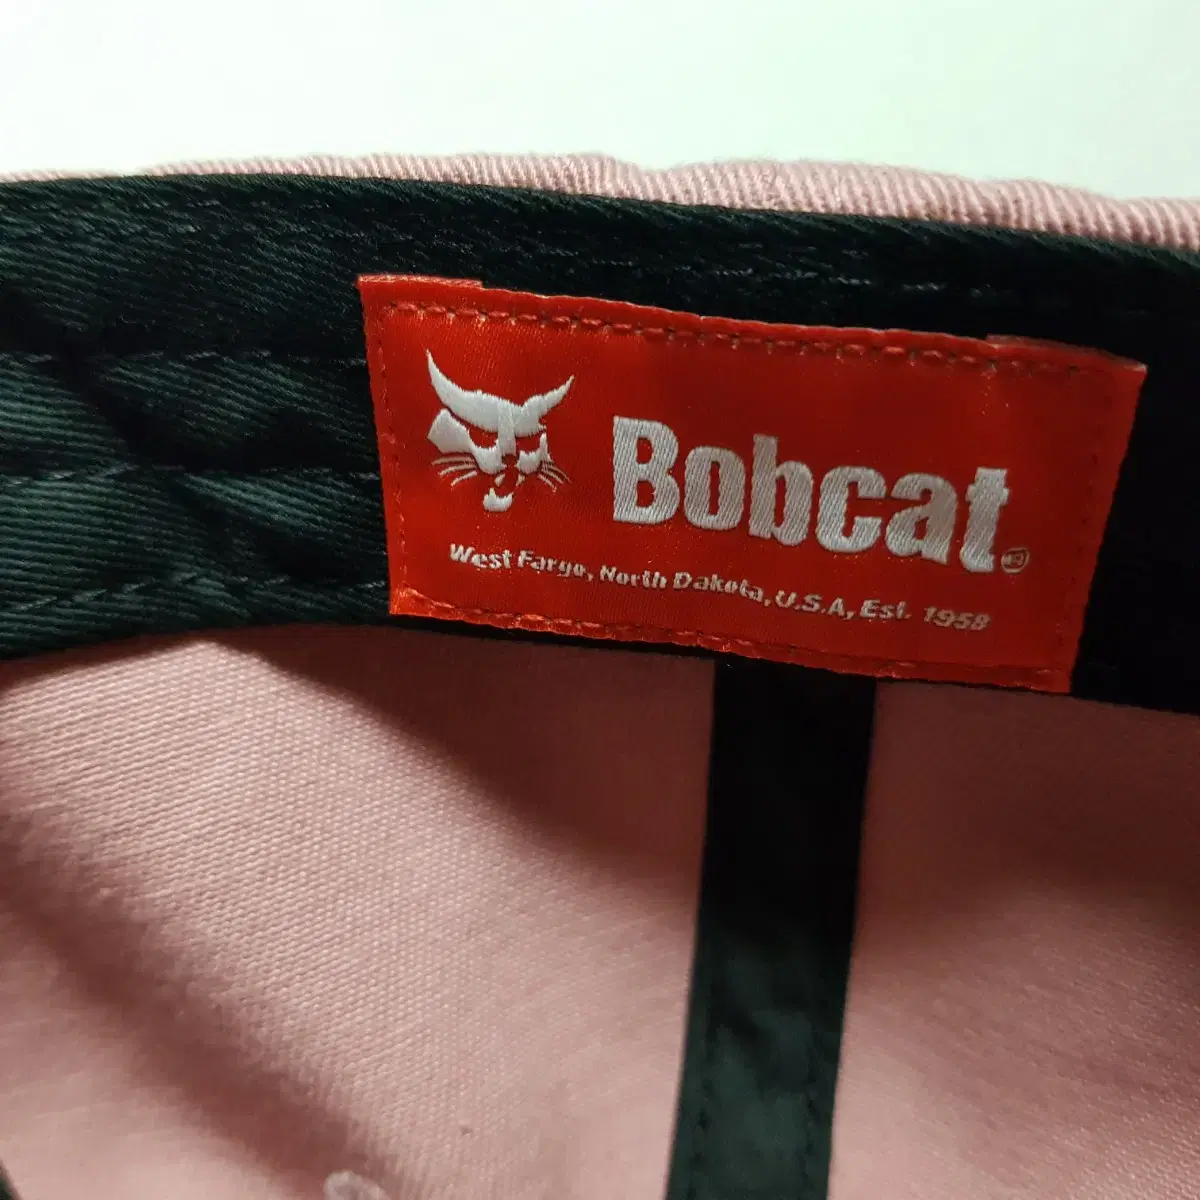 Bobcat®
West Fargo, North Dakota, U.S.A, Est. 1958